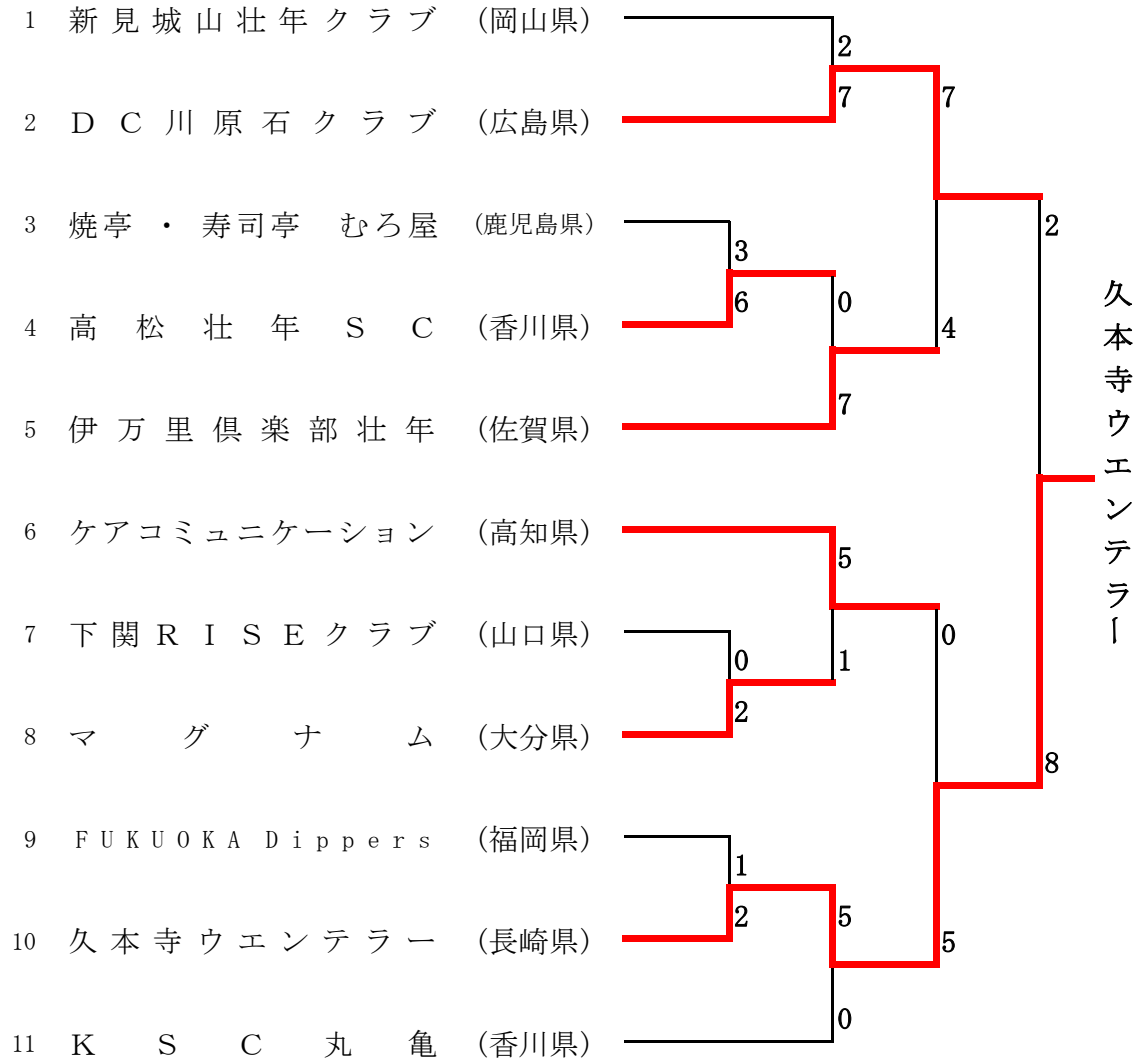 1 新見城山壮年クラブ (岡山県)
2
7
7
2 ＤＣ川原石クラブ (広島県)
3 焼亭・寿司亭　むろ屋 (鹿児島県)
2
3
6
0
4 高松壮年ＳＣ (香川県)
4
7
5 伊万里倶楽部壮年 (佐賀県)
久本寺ウエンテラー
6 ケアコミュニケーション (高知県)
5
7 下関ＲＩＳＥクラブ (山口県)
0
0
1
2
8 マグナム (大分県)
8
9 ＦＵＫＵＯＫＡ Ｄｉｐｐｅｒｓ (福岡県)
1
2
5
10 久本寺ウエンテラー (長崎県)
5
0
11 ＫＳＣ丸亀 (香川県)